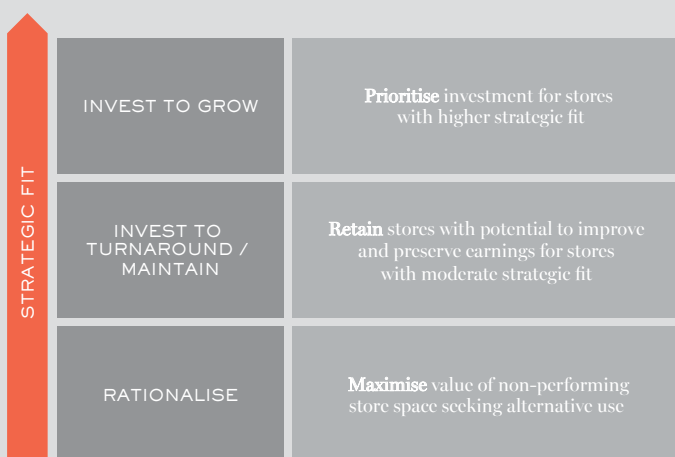 STRATEGIC FIT
INVEST TO GROW
Prioritise investment for stores
with higher strategic fit
INVEST TO
TURNAROUND /
MAINTAIN
Retain stores with potential to improve
and preserve earnings for stores
with moderate strategic fit
RATIONALISE
Maximise value of non-performing
store space seeking alternative use